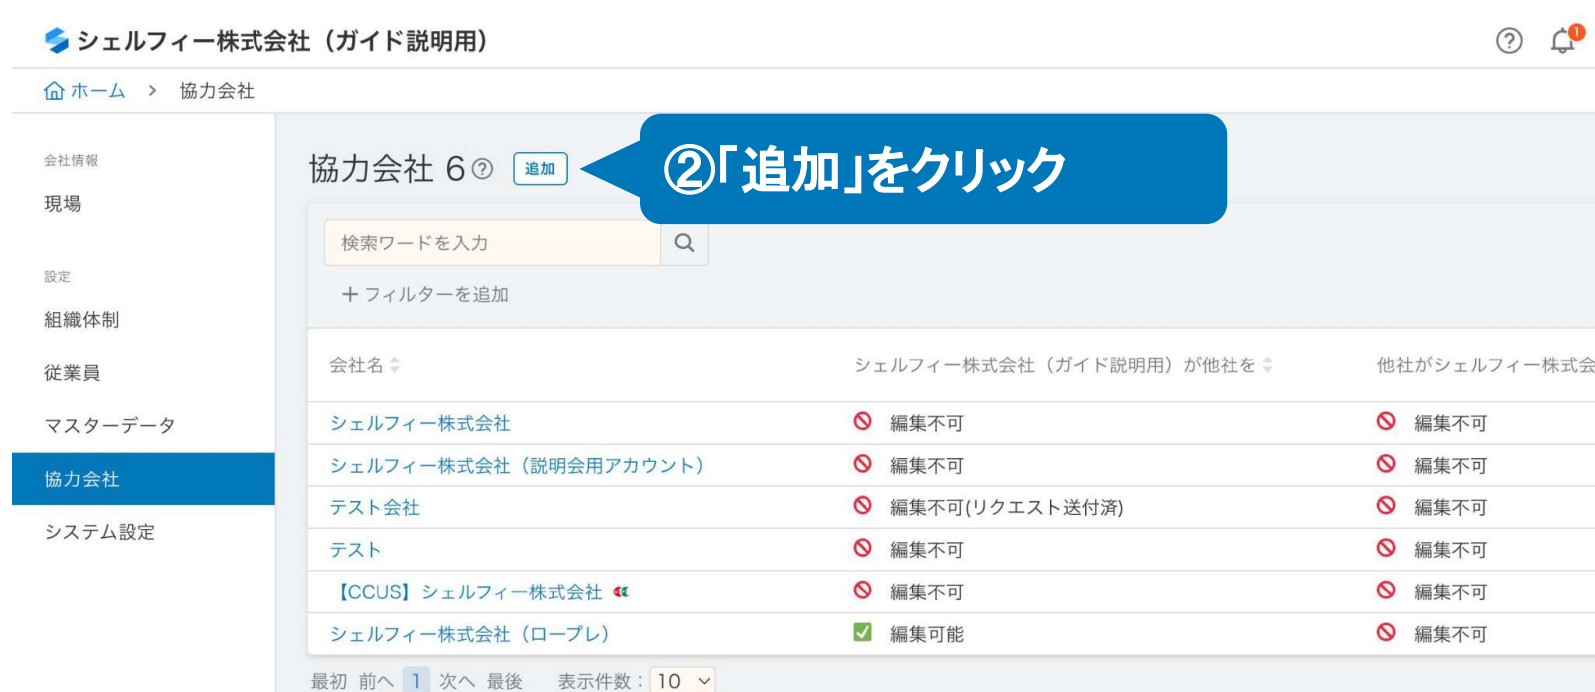 シェルフィー株式会社（ガイド説明用）
1
ホーム > 協力会社
会社情報
現場
設定
組織体制
従業員
マスターデータ
協力会社
システム設定
協力会社 6 ? 追加
②「追加」をクリック
検索ワードを入力
+ フィルターを追加
会社名 シェルフィー株式会社（ガイド説明用）が他社を 他社がシェルフィー株式会
シェルフィー株式会社 編集不可 編集不可
シェルフィー株式会社（説明会用アカウント） 編集不可 編集不可
テスト会社 編集不可(リクエスト送付済) 編集不可
テスト 編集不可 編集不可
【CCUS】シェルフィー株式会社 編集不可 編集不可
シェルフィー株式会社（ロープレ） 編集可能 編集不可
最初 前へ 1 次へ 最後 表示件数： 10